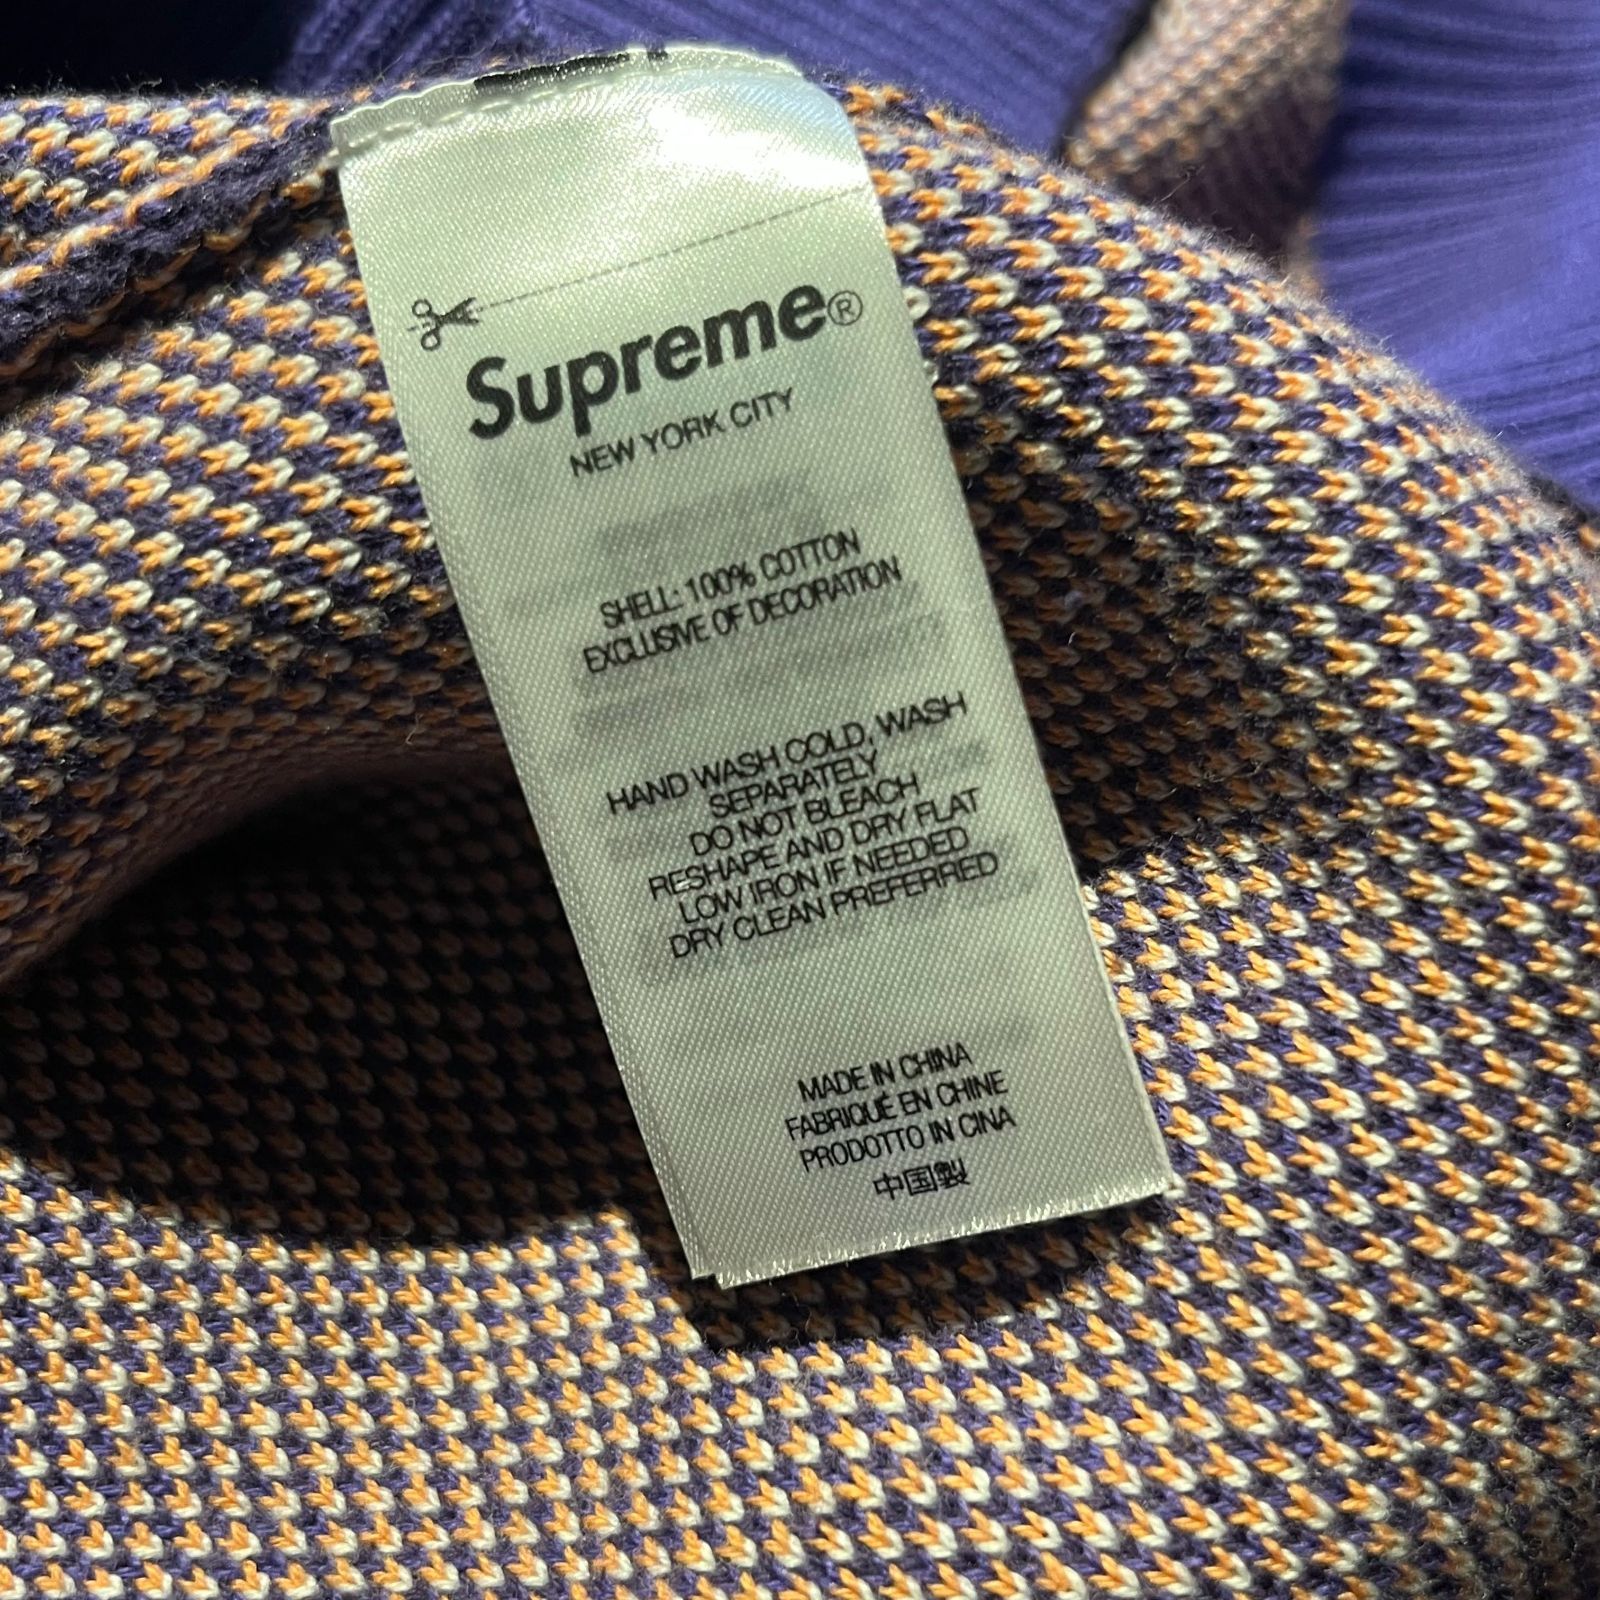 Supreme®
NEW YORK CITY
SHELL: 100% COTTON
EXCLUSIVE OF DECORATION
HAND WASH COLD, WASH
SEPARATELY
DO NOT BLEACH
RESHAPE AND DRY FLAT
LOW IRON IF NEEDED
DRY CLEAN PREFERRED
MADE IN CHINA
FABRIQUÉ EN CHINE
PRODOTTO IN CINA
中国製